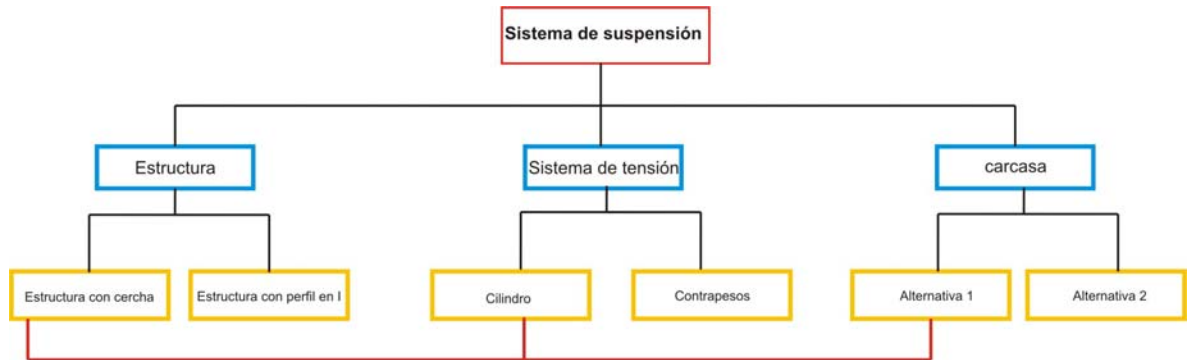 Sistema de suspensión
Estructura
Sistema de tensión
carcasa
Estructura con cercha
Estructura con perfil en I
Cilindro
Contrapesos
Alternativa 1
Alternativa 2